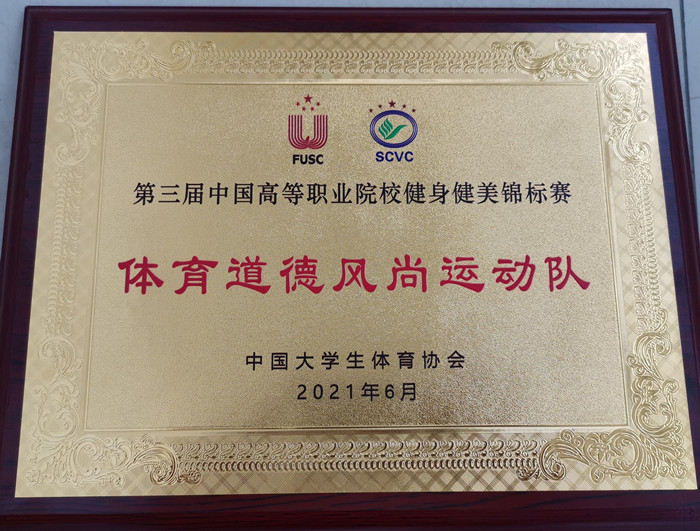 FUSC SCVC
第三届中国高等职业院校健身健美锦标赛
体育道德风尚运动队
中国大学生体育协会
2021年6月